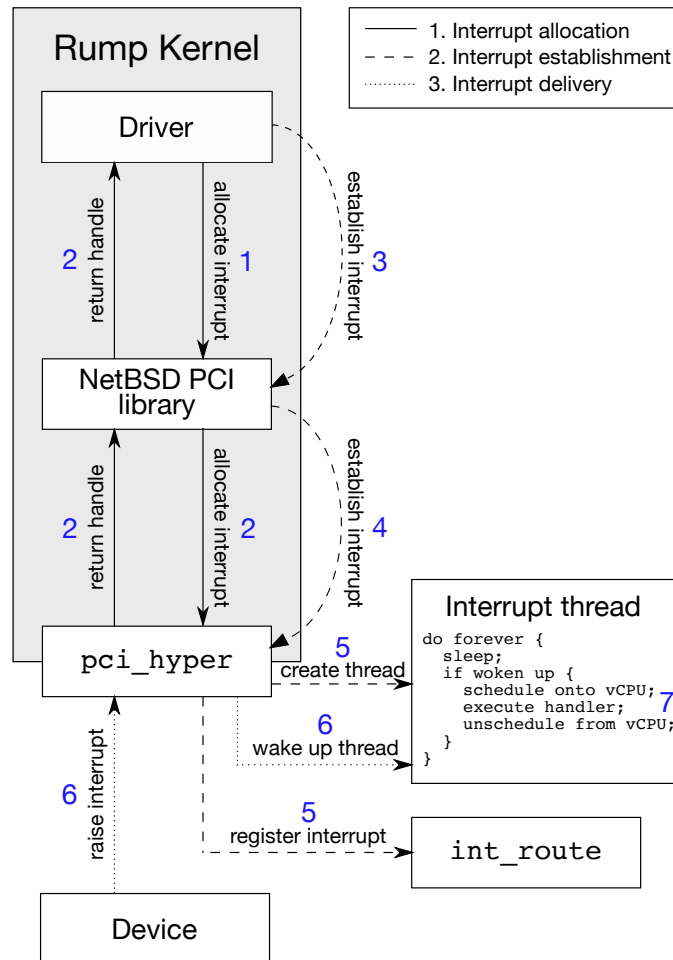 Rump Kernel
1. Interrupt allocation
2. Interrupt establishment
3. Interrupt delivery
Driver
2
return handle
allocate interrupt
1
establish interrupt
3
NetBSD PCI
library
2
return handle
allocate interrupt
2
establish interrupt
4
pci_hyper
5
create thread
6
wake up thread
Interrupt thread
do forever {
sleep;
if woken up {
schedule onto vCPU;
execute handler;
unschedule from vCPU;
}
}
7
6
raise interrupt
5
register interrupt
int_route
Device